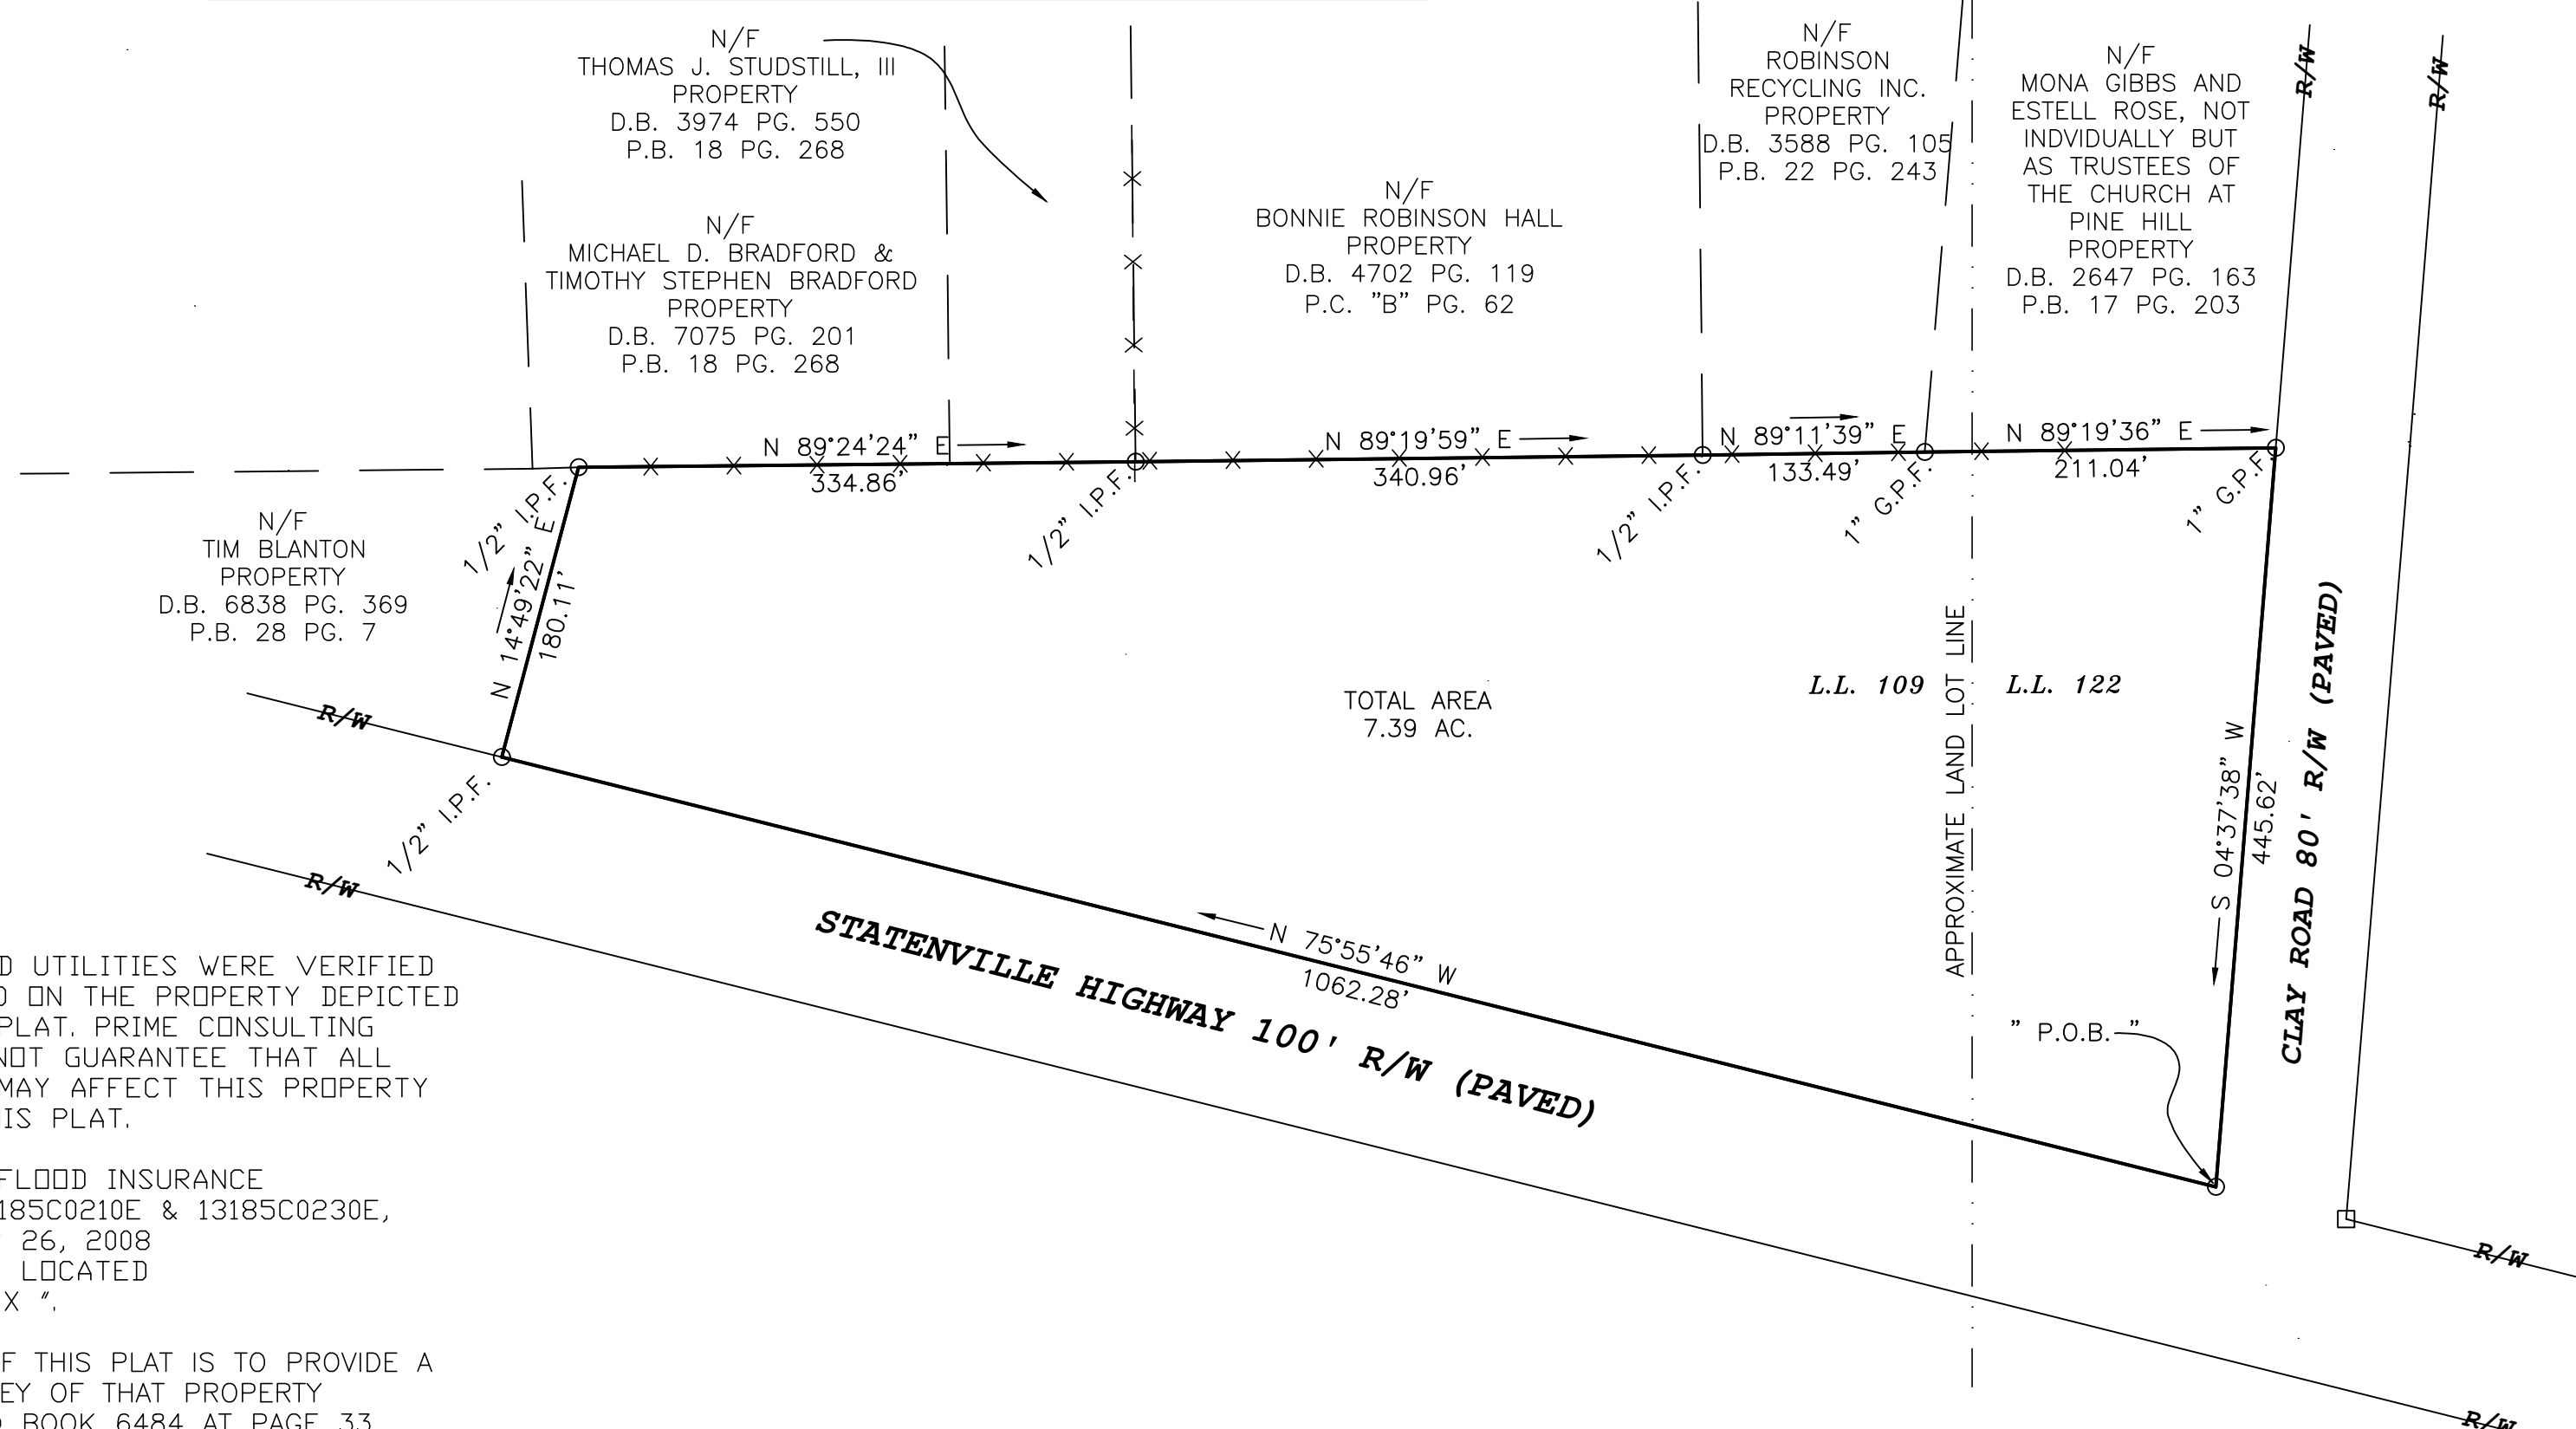 N/F
THOMAS J. STUDSTILL, III
PROPERTY
D.B. 3974 PG. 550
P.B. 18 PG. 268
N/F
MICHAEL D. BRADFORD &
TIMOTHY STEPHEN BRADFORD
PROPERTY
D.B. 7075 PG. 201
P.B. 18 PG. 268
N/F
BONNIE ROBINSON HALL
PROPERTY
D.B. 4702 PG. 119
P.C. "B" PG. 62
N/F
ROBINSON
RECYCLING INC.
PROPERTY
D.B. 3588 PG. 105
P.B. 22 PG. 243
N/F
MONA GIBBS AND
ESTELL ROSE, NOT
INDVIDUALLY BUT
AS TRUSTEES OF
THE CHURCH AT
PINE HILL
PROPERTY
D.B. 2647 PG. 163
P.B. 17 PG. 203
R/W
R/W
N 89°24'24" E
334.86'
N 89°19'59" E
340.96'
N 89°11'39" E
133.49'
N 89°19'36" E
211.04'
1/2" I.P.F.
1/2" I.P.F.
1/2" I.P.F.
1" G.P.F.
1" G.P.F.
N/F
TIM BLANTON
PROPERTY
D.B. 6838 PG. 369
P.B. 28 PG. 7
N 14°49'22" E
180.11'
R/W
1/2" I.P.F.
R/W
TOTAL AREA
7.39 AC.
L.L. 109
L.L. 122
APPROXIMATE LAND LOT LINE
S 04°37'38" W
445.62'
CLAY ROAD 80' R/W (PAVED)
N 75°55'46" W
1062.28'
STATENVILLE HIGHWAY 100' R/W (PAVED)
" P.O.B. "
R/W
R/W
D UTILITIES WERE VERIFIED
D ON THE PROPERTY DEPICTED
PLAT. PRIME CONSULTING
NOT GUARANTEE THAT ALL
MAY AFFECT THIS PROPERTY
HIS PLAT.
FLOOD INSURANCE
185C0210E & 13185C0230E,
26, 2008
LOCATED
X ".
F THIS PLAT IS TO PROVIDE A
EY OF THAT PROPERTY
D BOOK 6484 AT PAGE 33